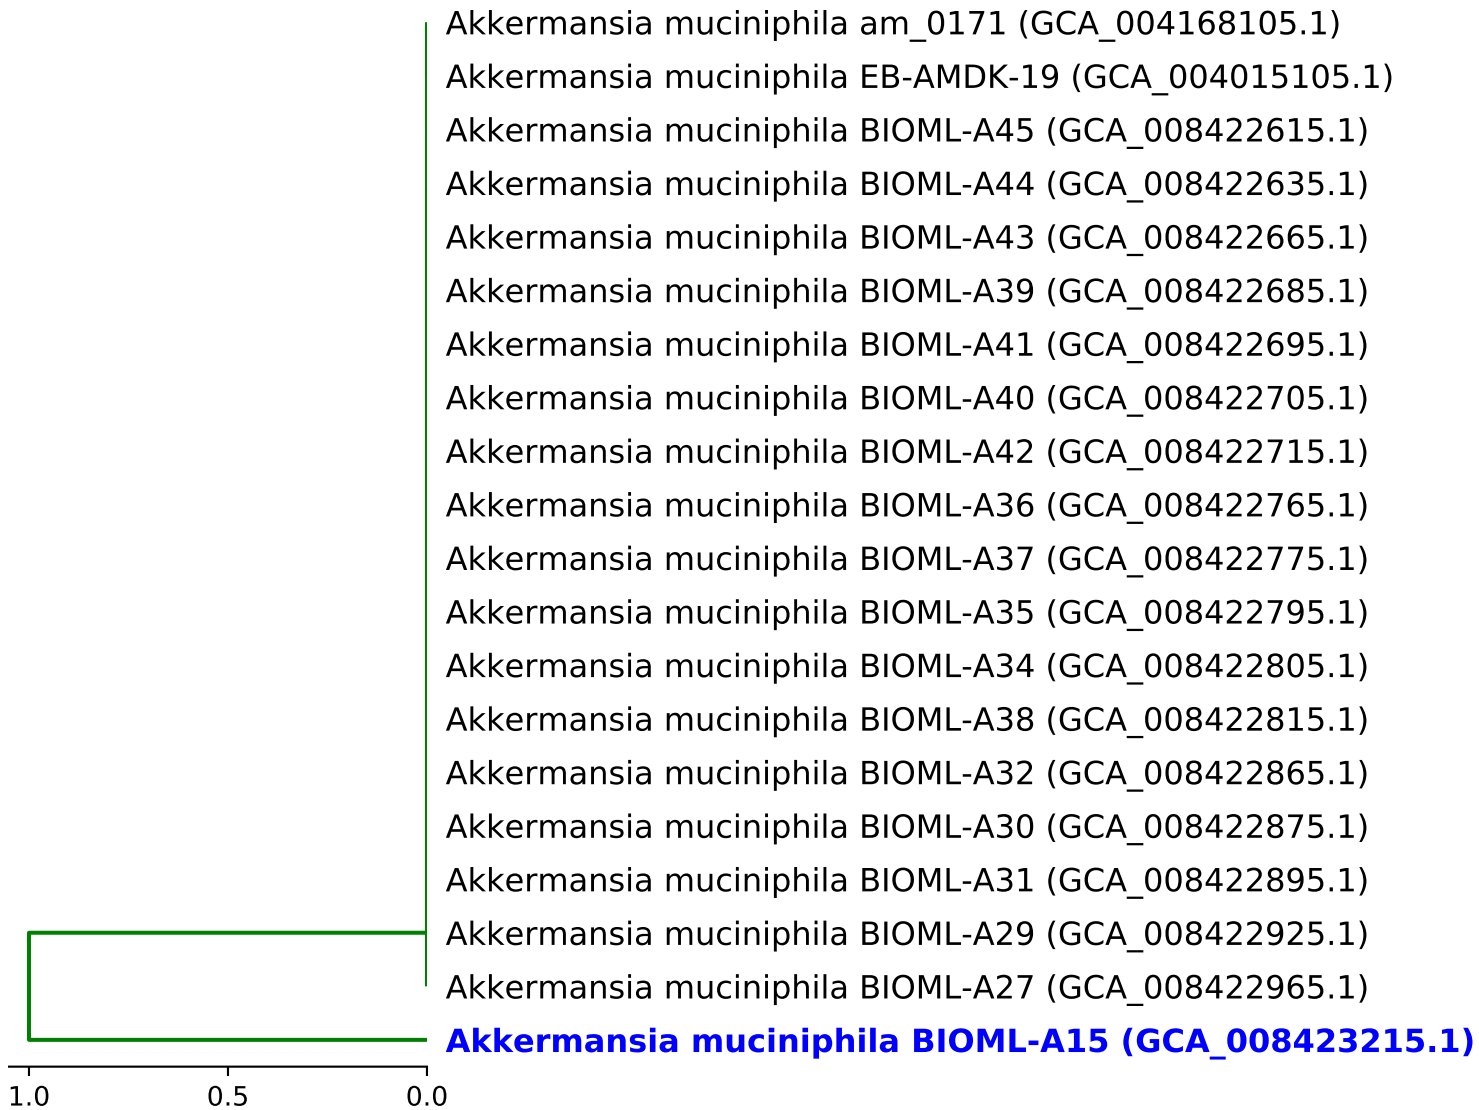 Akkermansia muciniphila am_0171 (GCA_004168105.1)
Akkermansia muciniphila EB-AMDK-19 (GCA_004015105.1)
Akkermansia muciniphila BIOML-A45 (GCA_008422615.1)
Akkermansia muciniphila BIOML-A44 (GCA_008422635.1)
Akkermansia muciniphila BIOML-A43 (GCA_008422665.1)
Akkermansia muciniphila BIOML-A39 (GCA_008422685.1)
Akkermansia muciniphila BIOML-A41 (GCA_008422695.1)
Akkermansia muciniphila BIOML-A40 (GCA_008422705.1)
Akkermansia muciniphila BIOML-A42 (GCA_008422715.1)
Akkermansia muciniphila BIOML-A36 (GCA_008422765.1)
Akkermansia muciniphila BIOML-A37 (GCA_008422775.1)
Akkermansia muciniphila BIOML-A35 (GCA_008422795.1)
Akkermansia muciniphila BIOML-A34 (GCA_008422805.1)
Akkermansia muciniphila BIOML-A38 (GCA_008422815.1)
Akkermansia muciniphila BIOML-A32 (GCA_008422865.1)
Akkermansia muciniphila BIOML-A30 (GCA_008422875.1)
Akkermansia muciniphila BIOML-A31 (GCA_008422895.1)
Akkermansia muciniphila BIOML-A29 (GCA_008422925.1)
Akkermansia muciniphila BIOML-A27 (GCA_008422965.1)
Akkermansia muciniphila BIOML-A15 (GCA_008423215.1)
1.0 0.5 0.0